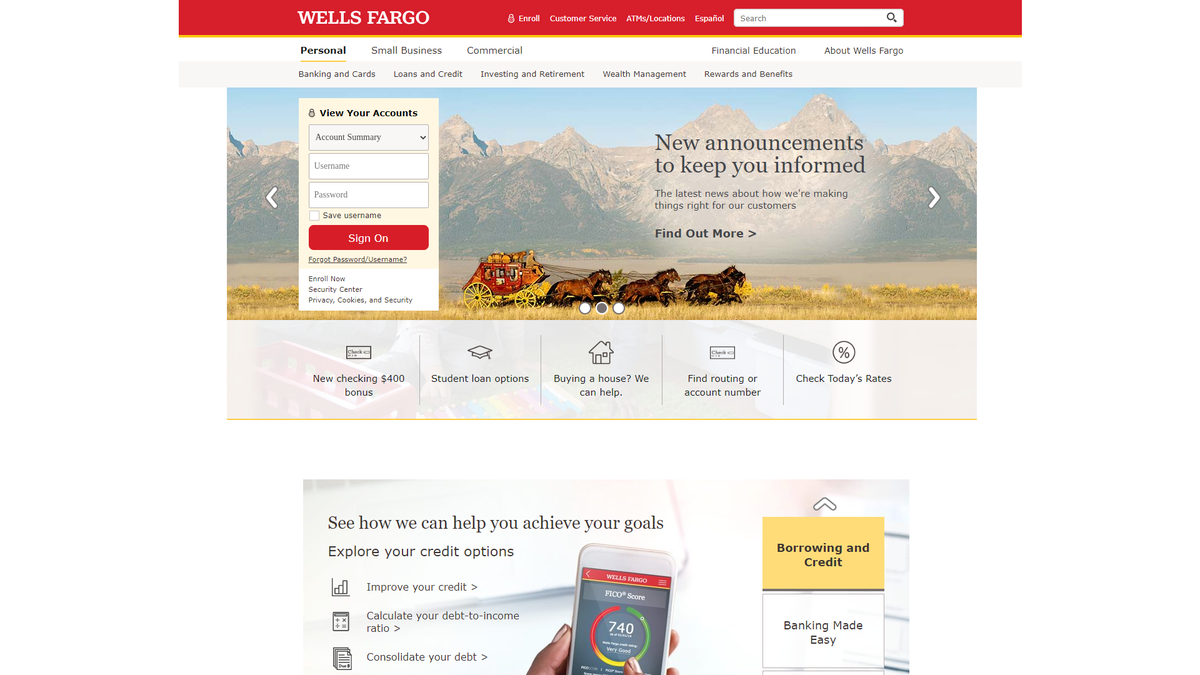 WELLS FARGO
Enroll Customer Service ATMs/Locations Español Search
Personal Small Business Commercial Financial Education About Wells Fargo
Banking and Cards Loans and Credit Investing and Retirement Wealth Management Rewards and Benefits
View Your Accounts
Account Summary
Username
Password
Save username
Sign On
Forgot Password/Username?
Enroll Now
Security Center
Privacy, Cookies, and Security
New announcements
to keep you informed
The latest news about how we're making
things right for our customers
Find Out More >
Check
New checking $400
bonus
Student loan options
Buying a house? We
can help.
Check
Find routing or
account number
%
Check Today’s Rates
See how we can help you achieve your goals
Explore your credit options
Improve your credit >
Calculate your debt-to-income
ratio >
Consolidate your debt >
WELLS FARGO
FICO® Score
740
Very Good
Borrowing and
Credit
Banking Made
Easy